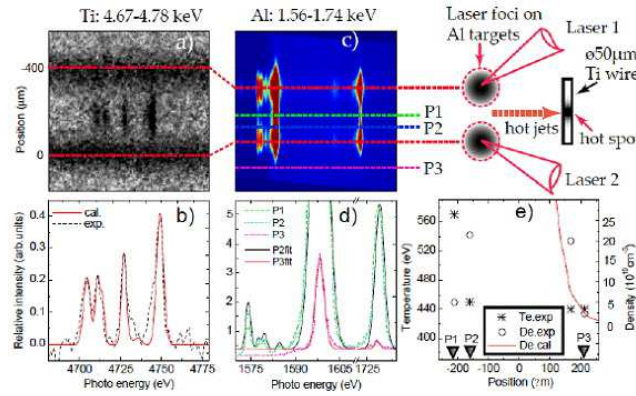 Ti: 4.67-4.78 keV
Al: 1.56-1.74 keV
Laser foci on
Al targets
Laser 1
ø50μm
Ti wire
a)
c)
-400
0
Position (μm)
P1
P2
P3
hot jets
hot spot
Laser 2
b)
cal.
exp.
0.4
0.3
0.2
0.1
0.0
Relative intensity (arb.units)
4700
4725
4750
4775
Photo energy (eV)
d)
P1
P2
P3
P2fit
P3fit
5
4
3
2
1
1575
1590
1605
1725
Photo energy (eV)
e)
560
520
480
440
400
Temperature (eV)
25
20
15
10
5
0
Te.exp
De.exp
De.cal
P1
P2
P3
-200
-100
0
100
200
Position (?m)